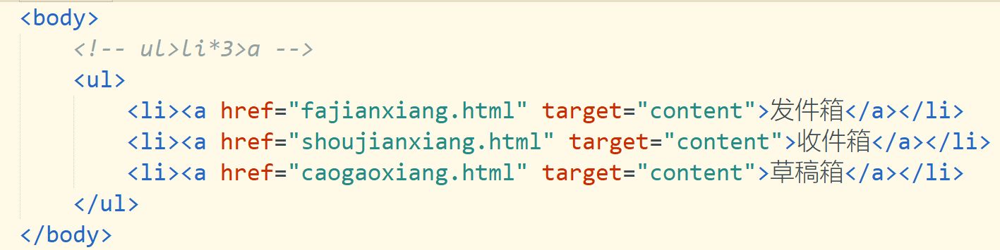 <body>
<!-- ul>li*3>a -->
<ul>
<li><a href="fajianxiang.html" target="content">发件箱</a></li>
<li><a href="shoujianxiang.html" target="content">收件箱</a></li>
<li><a href="caogaoxiang.html" target="content">草稿箱</a></li>
</ul>
</body>